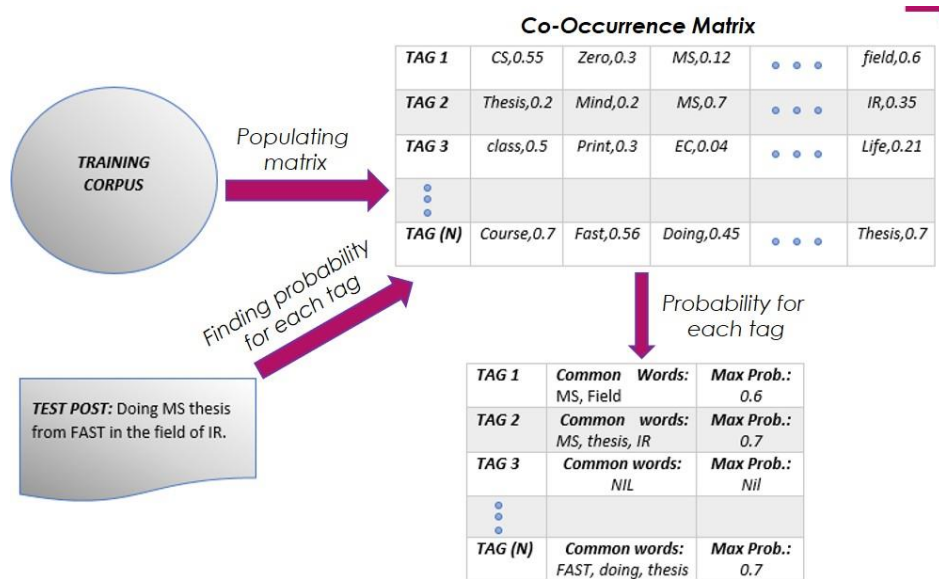 Co-Occurrence Matrix
TRAINING
CORPUS
Populating
matrix
TAG 1 CS,0.55 Zero,0.3 MS,0.12 field,0.6
TAG 2 Thesis,0.2 Mind,0.2 MS,0.7 IR,0.35
TAG 3 class,0.5 Print,0.3 EC,0.04 Life,0.21
TAG (N) Course,0.7 Fast,0.56 Doing,0.45 Thesis,0.7
Finding probability
for each tag
Probability for
each tag
TEST POST: Doing MS thesis
from FAST in the field of IR.
TAG 1 Common Words: Max Prob.:
MS, Field 0.6
TAG 2 Common words: Max Prob.:
MS, thesis, IR 0.7
TAG 3 Common words: Max Prob.:
NIL Nil
TAG (N) Common words: Max Prob.:
FAST, doing, thesis 0.7